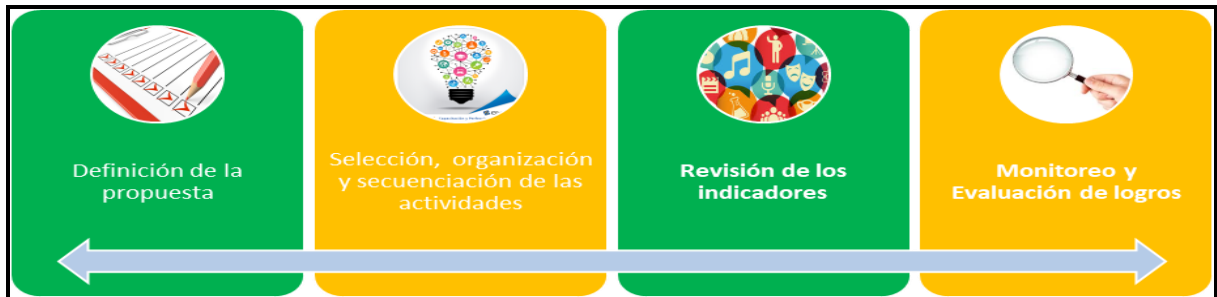 Definición de la
propuesta
Selección, organización
y secuenciación de las
actividades
Revisión de los
indicadores
Monitoreo y
Evaluación de logros